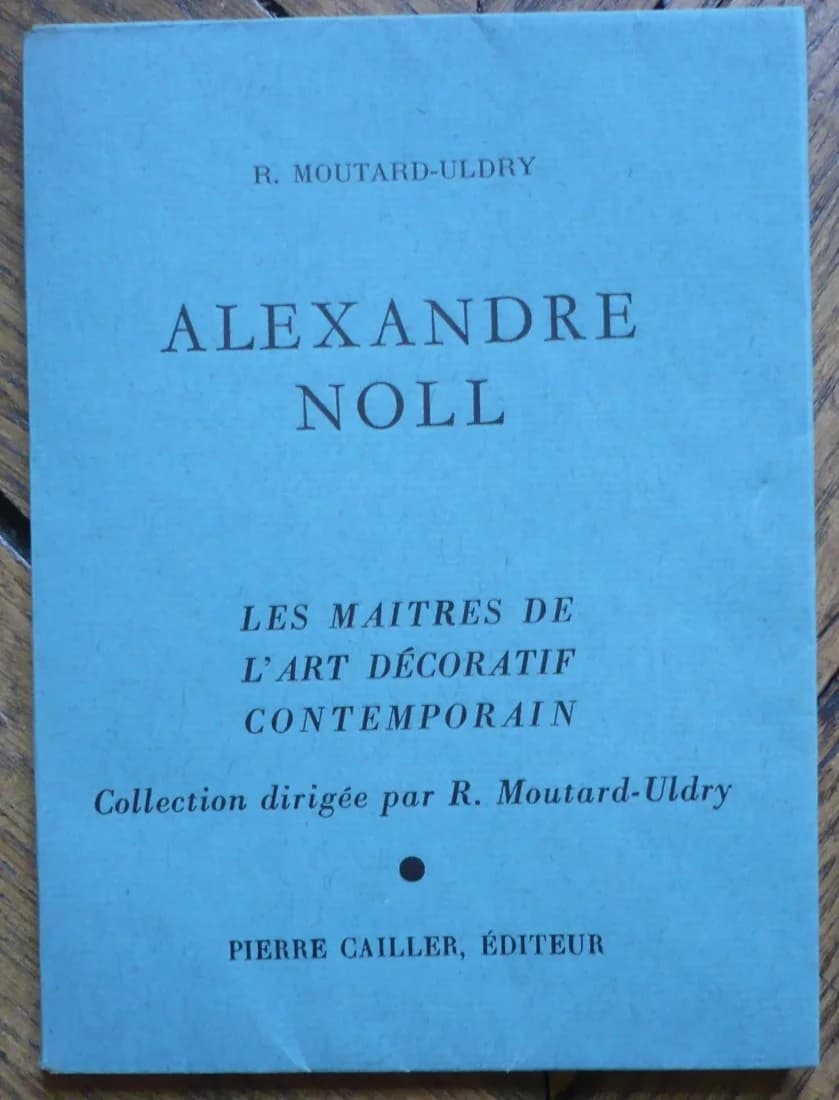 R. MOUTARD-ULDRY
ALEXANDRE
NOLL
LES MAITRES DE
L'ART DÉCORATIF
CONTEMPORAIN
Collection dirigée par R. Moutard-Uldry
PIERRE CAILLER, ÉDITEUR